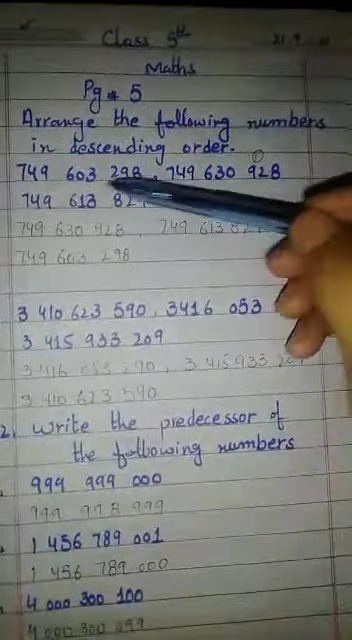 Class 5th
Maths
Pg # 5
Arrange the following numbers
in descending order.
749 603 298, 749 630 928
749 613 821
749 630 928, 749 613 821
749 603 298
3 410 623 590, 3416 053
3 415 933 209
3 416 053 290, 3 415 933 20
3 410 623 590
2. Write the predecessor of
the following numbers
999 999 000
999 998 999
1 456 789 001
1 456 789 000
4 000 300 100
4 000 300 099